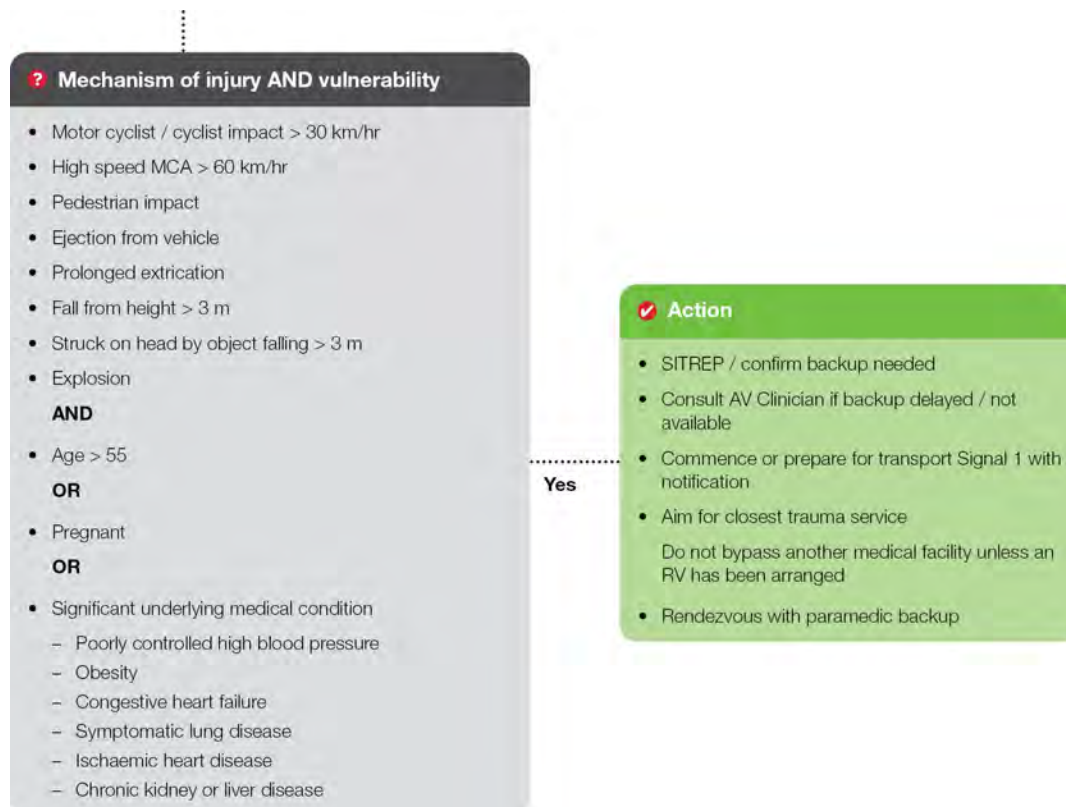 ? Mechanism of injury AND vulnerability
• Motor cyclist / cyclist impact > 30 km/hr
• High speed MCA > 60 km/hr
• Pedestrian impact
• Ejection from vehicle
• Prolonged extrication
• Fall from height > 3 m
• Struck on head by object falling > 3 m
• Explosion
AND
• Age > 55
OR
• Pregnant
OR
• Significant underlying medical condition
– Poorly controlled high blood pressure
– Obesity
– Congestive heart failure
– Symptomatic lung disease
– Ischaemic heart disease
– Chronic kidney or liver disease
Yes
Action
• SITREP / confirm backup needed
• Consult AV Clinician if backup delayed / not
available
• Commence or prepare for transport Signal 1 with
notification
• Aim for closest trauma service
Do not bypass another medical facility unless an
RV has been arranged
• Rendezvous with paramedic backup